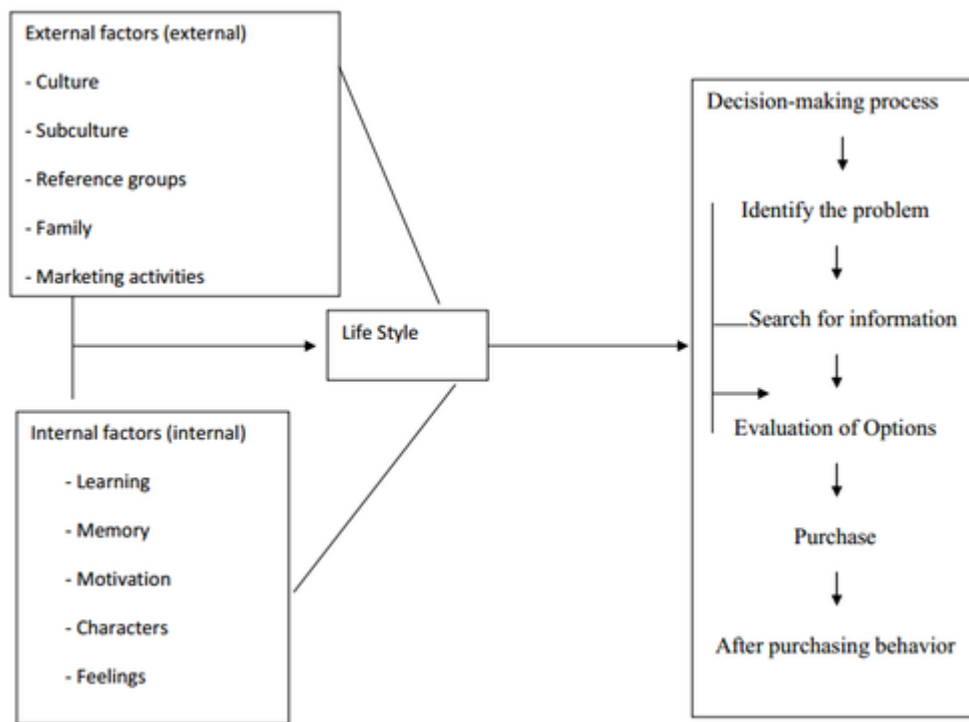 External factors (external)
- Culture
- Subculture
- Reference groups
- Family
- Marketing activities
Life Style
Internal factors (internal)
- Learning
- Memory
- Motivation
- Characters
- Feelings
Decision-making process
Identify the problem
Search for information
Evaluation of Options
Purchase
After purchasing behavior